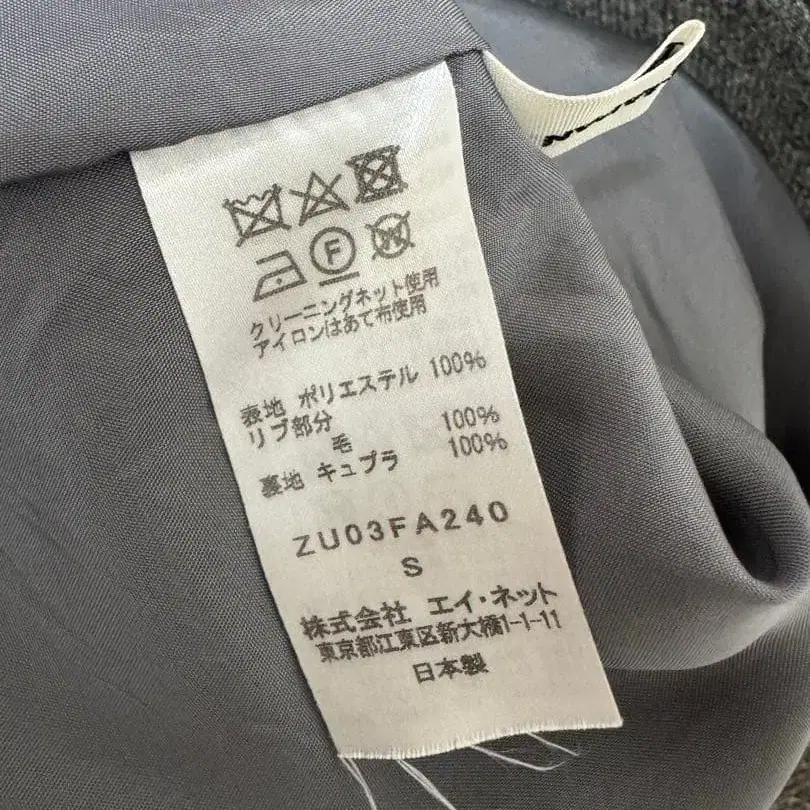 F
W
クリーニングネット使用
アイロンはあて布使用
表地 ポリエステル 100%
リブ部分
毛 100%
裏地 キュプラ 100%
ZU03FA240
S
株式会社 エイ・ネット
東京都江東区新大橋1-1-11
日本製